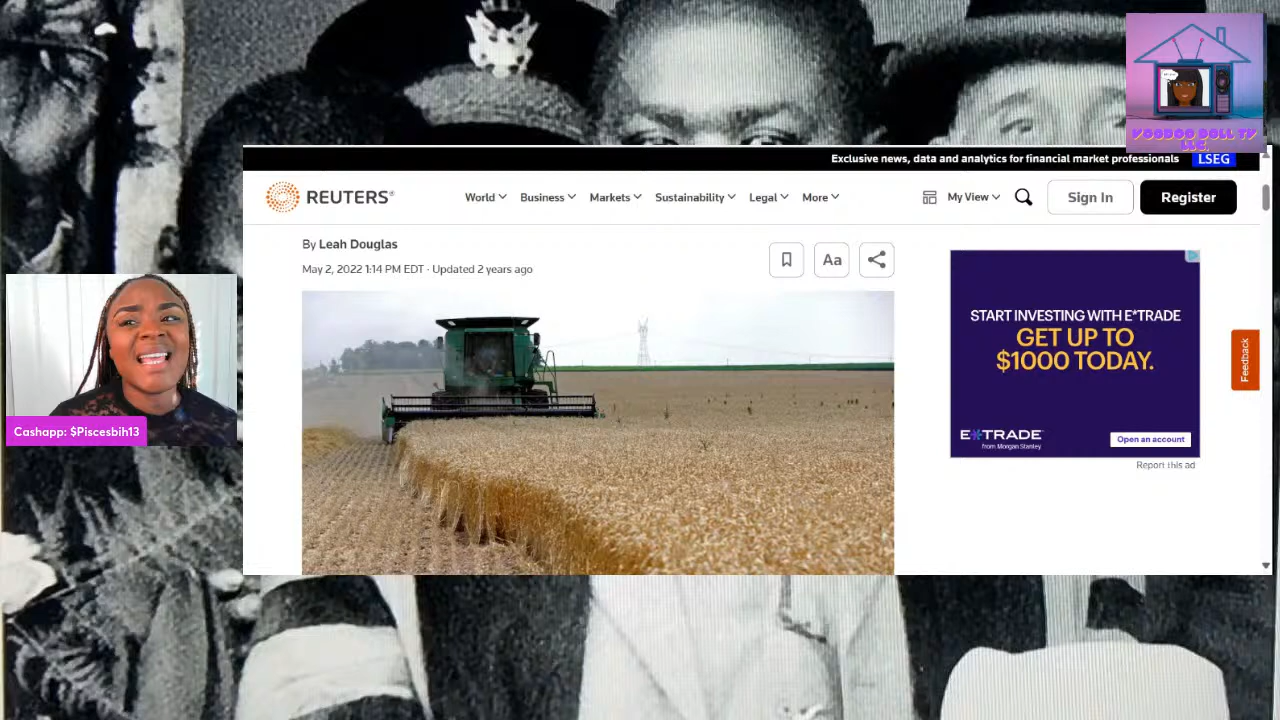 VOODOO DOLL TV
LLC.
Exclusive news, data and analytics for financial market professionals
LSEG
REUTERS®
World
Business
Markets
Sustainability
Legal
More
My View
Sign In
Register
By Leah Douglas
May 2, 2022 1:14 PM EDT · Updated 2 years ago
Aa
START INVESTING WITH E*TRADE
GET UP TO
$1000 TODAY.
E*TRADE
from Morgan Stanley
Open an account
Report this ad
Feedback
Cashapp: $Piscesbih13